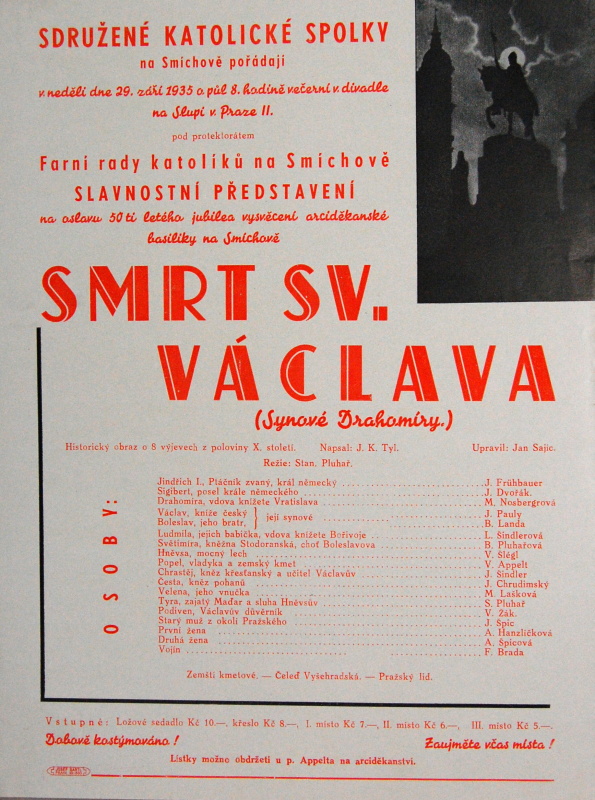 SDRUŽENÉ KATOLICKÉ SPOLKY
na Smíchově pořádají
v neděli dne 29. září 1935 o půl 8. hodině večerní v divadle
na Slupi v Praze II.
pod protektorátem
Farní rady katolíků na Smíchově
SLAVNOSTNÍ PŘEDSTAVENÍ
na oslavu 50 ti letého jubilea vysvěcení arciděkanské
basiliky na Smíchově
SMRT SV.
VÁCLAVA
(Synové Drahomíry.)
Historický obraz o 8 výjevech z poloviny X. století. Napsal: J. K. Tyl. Upravil: Jan Sajíc.
Režie: Stan. Pluhař.
OSOBY:
Jindřich I., Ptáčník zvaný, král německý J. Frühbauer
Sigibert, posel krále německého J. Dvořák.
Drahomíra, vdova knížete Vratislava M. Nosbergrová
Václav, kníže český } její synové J. Pauly
Boleslav, jeho bratr, B. Landa
Ludmila, jejich babička, vdova knížete Bořivoje L. Šindlerová
Světimíra, kněžna Stodoranská, choť Boleslavova B. Pluhařová
Hněvsa, mocný lech V. Šlégl
Popel, vladyka a zemský kmet V. Appelt
Chrastěj, kněz křesťanský a učitel Václavův J. Šindler
Česta, kněz pohanů J. Chrudimský
Velena, jeho vnučka M. Lašková
Tyra, zajatý Maďar a sluha Hněvsův S. Pluhař
Podiven, Václavův důvěrník V. Žák.
Starý muž z okolí Pražského J. Špic
První žena A. Hanzlíčková
Druhá žena A. Špicová
Vojín F. Brada
Zemští kmetové. — Čeleď Vyšehradská. — Pražský lid.
Vstupné: Ložové sedadlo Kč 10.—, křeslo Kč 8.—, I. místo Kč 7.—, II. místo Kč 6.—, III. místo Kč 5.—.
Dobově kostýmováno!
Zaujměte včas místa!
Lístky možno obdržeti u p. Appelta na arciděkanství.